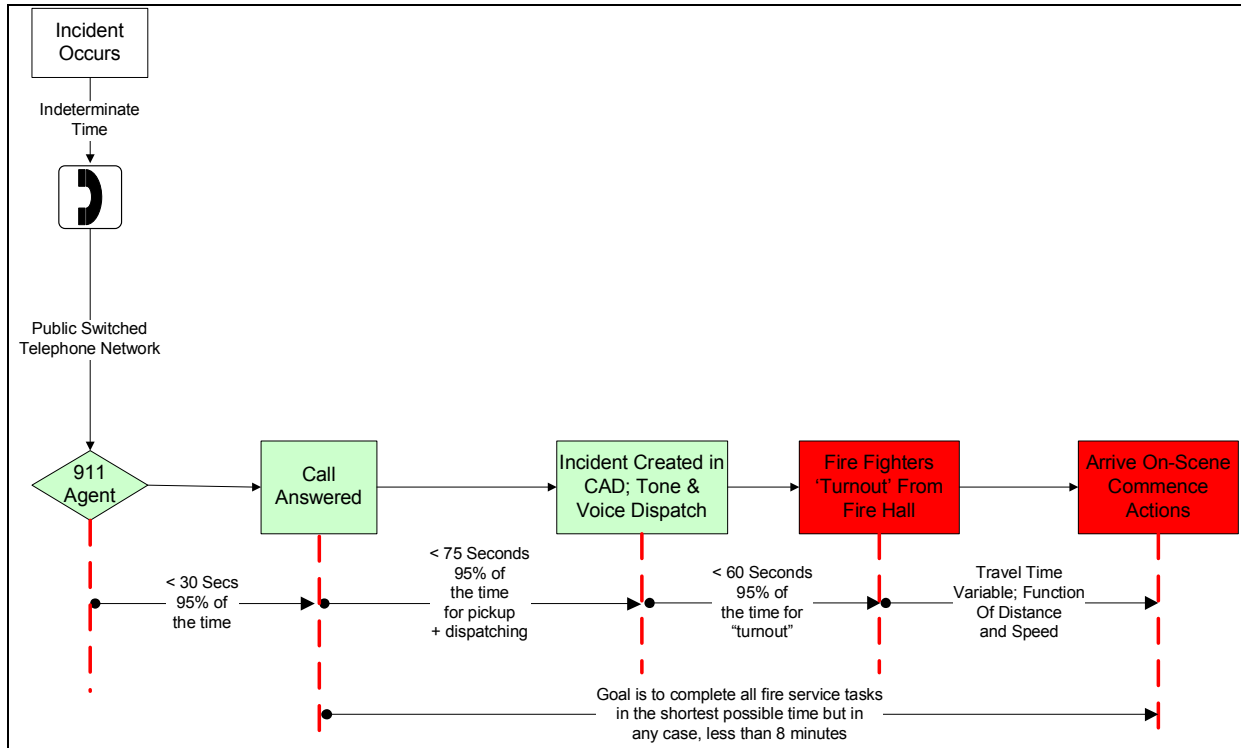 Incident
Occurs
Indeterminate
Time
Public Switched
Telephone Network
911
Agent
Call
Answered
Incident Created in
CAD; Tone &
Voice Dispatch
Fire Fighters
‘Turnout’ From
Fire Hall
Arrive On-Scene
Commence
Actions
< 30 Secs
95% of
the time
< 75 Seconds
95% of
the time
for pickup
+ dispatching
< 60 Seconds
95% of
the time for
“turnout”
Travel Time
Variable; Function
Of Distance
and Speed
Goal is to complete all fire service tasks
in the shortest possible time but in
any case, less than 8 minutes